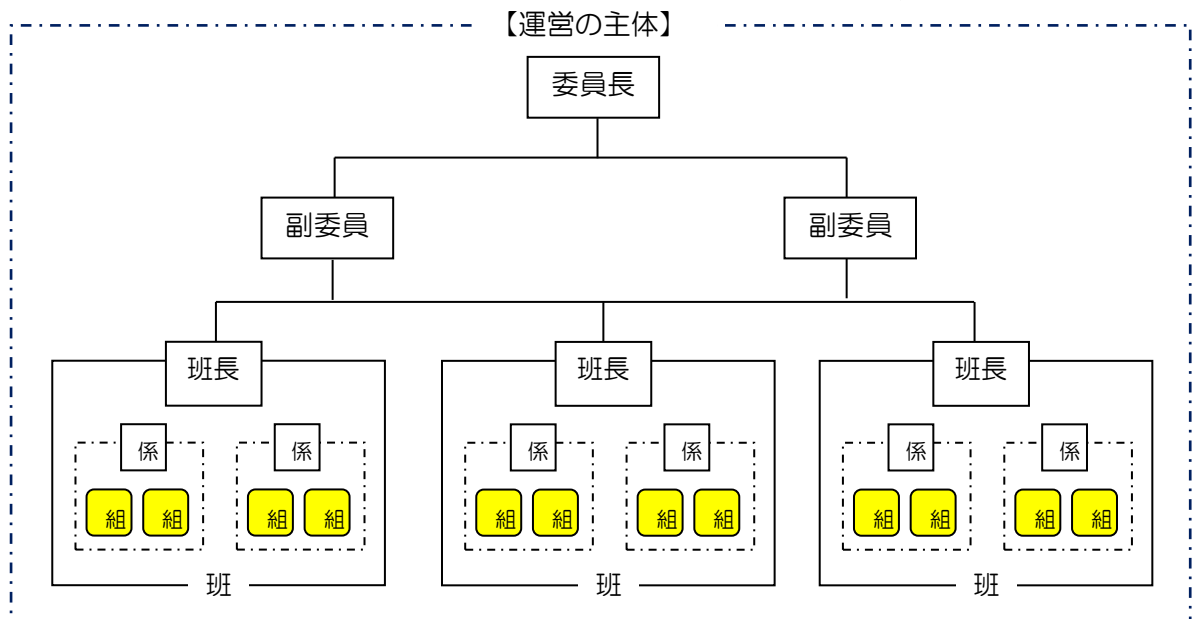 【運営の主体】
委員長
副委員 副委員
班長 班長 班長
係 係 係 係 係 係
組 組 組 組 組 組 組 組 組 組 組 組
班 班 班